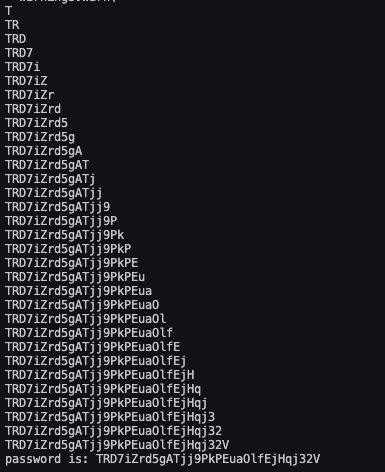 T
TR
TRD
TRD7
TRD7i
TRD7iZ
TRD7iZr
TRD7iZrd
TRD7iZrd5
TRD7iZrd5g
TRD7iZrd5gA
TRD7iZrd5gAT
TRD7iZrd5gATj
TRD7iZrd5gATjj
TRD7iZrd5gATjj9
TRD7iZrd5gATjj9P
TRD7iZrd5gATjj9Pk
TRD7iZrd5gATjj9PkP
TRD7iZrd5gATjj9PkPE
TRD7iZrd5gATjj9PkPEu
TRD7iZrd5gATjj9PkPEua
TRD7iZrd5gATjj9PkPEuaO
TRD7iZrd5gATjj9PkPEuaOl
TRD7iZrd5gATjj9PkPEuaOlf
TRD7iZrd5gATjj9PkPEuaOlfE
TRD7iZrd5gATjj9PkPEuaOlfEj
TRD7iZrd5gATjj9PkPEuaOlfEjH
TRD7iZrd5gATjj9PkPEuaOlfEjHq
TRD7iZrd5gATjj9PkPEuaOlfEjHqj
TRD7iZrd5gATjj9PkPEuaOlfEjHqj3
TRD7iZrd5gATjj9PkPEuaOlfEjHqj32
TRD7iZrd5gATjj9PkPEuaOlfEjHqj32V
password is: TRD7iZrd5gATjj9PkPEuaOlfEjHqj32V